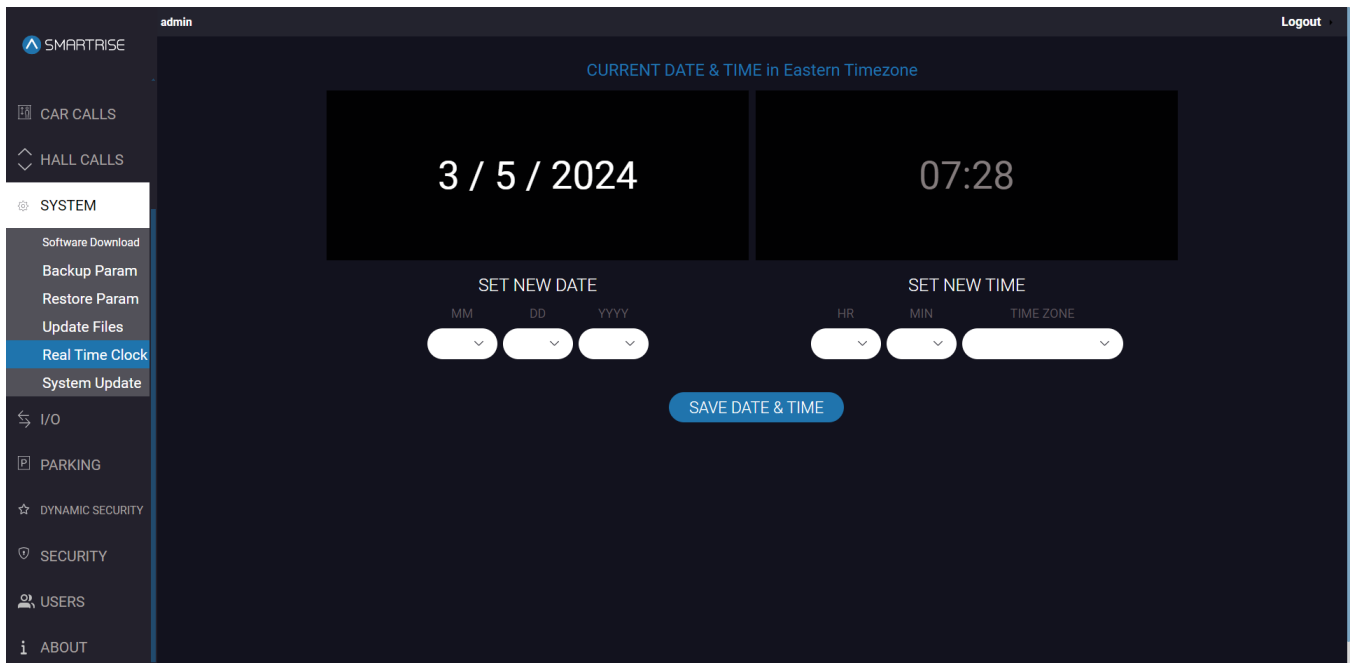 admin
Logout
SMARTRISE
CAR CALLS
HALL CALLS
SYSTEM
Software Download
Backup Param
Restore Param
Update Files
Real Time Clock
System Update
I/O
PARKING
DYNAMIC SECURITY
SECURITY
USERS
ABOUT
CURRENT DATE & TIME in Eastern Timezone
3 / 5 / 2024
07:28
SET NEW DATE
MM DD YYYY
SET NEW TIME
HR MIN TIME ZONE
SAVE DATE & TIME